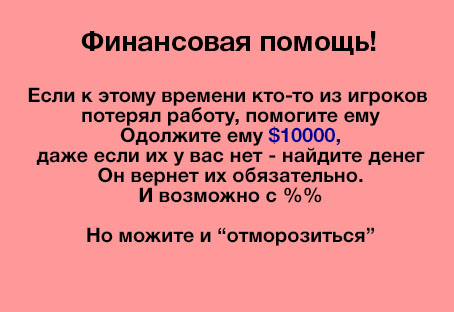 Финансовая помощь!
Если к этому времени кто-то из игроков
потерял работу, помогите ему
Одолжите ему $10000,
даже если их у вас нет - найдите денег
Он вернет их обязательно.
И возможно с %%
Но можите и “отморозиться”